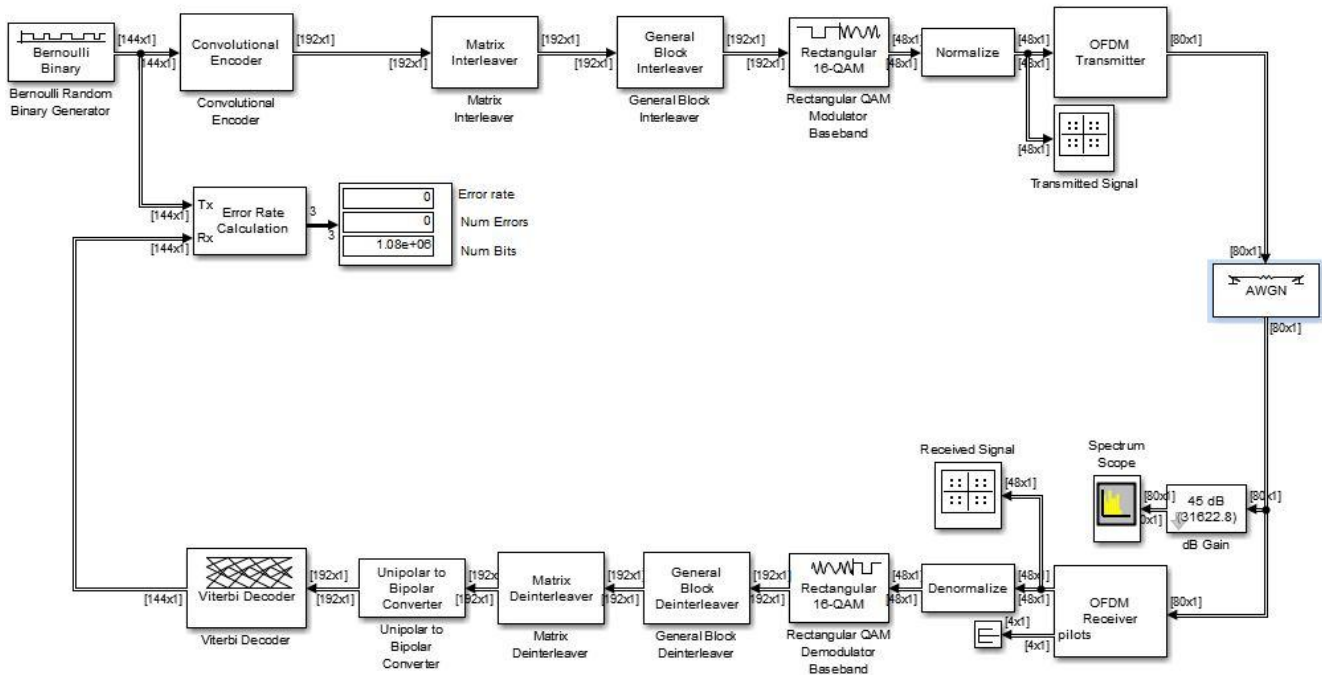 [144x1]
[144x1]
Bernoulli
Binary
Bernoulli Random
Binary Generator
Convolutional
Encoder
Convolutional
Encoder
[192x1]
[192x1]
Matrix
Interleaver
Matrix
Interleaver
[192x1]
[192x1]
General
Block
Interleaver
General Block
Interleaver
[192x1]
[192x1]
Rectangular
16-QAM
Rectangular QAM
Modulator
Baseband
[48x1]
[48x1]
Normalize
[48x1]
[48x1]
OFDM
Transmitter
[80x1]
[48x1]
Transmitted Signal
[144x1]
Tx
Rx
[144x1]
Error Rate
Calculation
3
3
0
0
1.08e+06
Error rate
Num Errors
Num Bits
[80x1]
AWGN
[80x1]
Received Signal
[48x1]
Spectrum
Scope
[80x1]
45 dB
(31622.8)
[80x1]
dB Gain
[144x1]
Viterbi Decoder
Viterbi Decoder
[192x1]
[192x1]
Unipolar to
Bipolar
Converter
Unipolar to
Bipolar
Converter
[192x
[192x1]
Matrix
Deinterleaver
Matrix
Deinterleaver
[192x1]
[192x1]
General
Block
Deinterleaver
General Block
Deinterleaver
[192x1]
192x1]
Rectangular
16-QAM
Rectangular QAM
Demodulator
Baseband
[48x1]
[48x1]
Denormalize
[48x1]
[48x1]
OFDM
Receiver
pilots
[80x1]
[4x1]
[4x1]